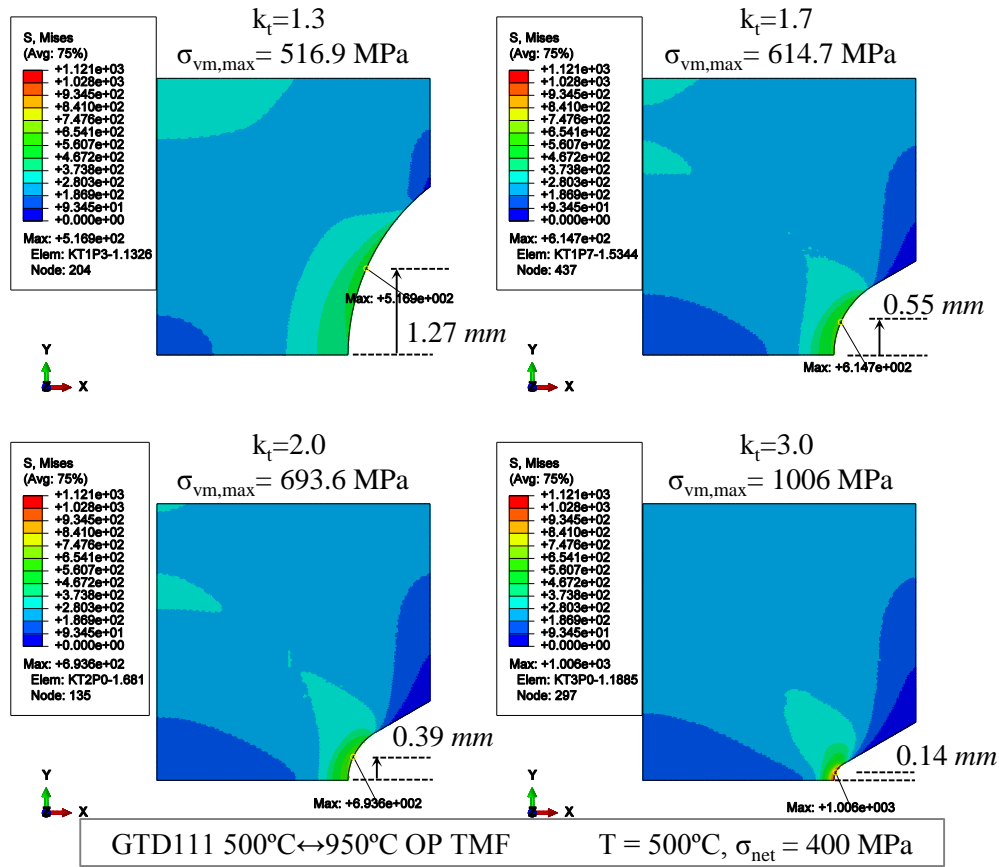 k_t=1.3
σ_vm,max= 516.9 MPa
S, Mises
(Avg: 75%)
+1.121e+03
+1.028e+03
+9.345e+02
+8.410e+02
+7.476e+02
+6.541e+02
+5.607e+02
+4.672e+02
+3.738e+02
+2.803e+02
+1.869e+02
+9.345e+01
+0.000e+00
Max: +5.169e+02
Elem: KT1P3-1.1326
Node: 204
Max: +5.169e+002
1.27 mm
Y
Z
X
k_t=1.7
σ_vm,max= 614.7 MPa
S, Mises
(Avg: 75%)
+1.121e+03
+1.028e+03
+9.345e+02
+8.410e+02
+7.476e+02
+6.541e+02
+5.607e+02
+4.672e+02
+3.738e+02
+2.803e+02
+1.869e+02
+9.345e+01
+0.000e+00
Max: +6.147e+02
Elem: KT1P7-1.5344
Node: 437
0.55 mm
Max: +6.147e+002
Y
Z
X
k_t=2.0
σ_vm,max= 693.6 MPa
S, Mises
(Avg: 75%)
+1.121e+03
+1.028e+03
+9.345e+02
+8.410e+02
+7.476e+02
+6.541e+02
+5.607e+02
+4.672e+02
+3.738e+02
+2.803e+02
+1.869e+02
+9.345e+01
+0.000e+00
Max: +6.936e+02
Elem: KT2P0-1.681
Node: 135
0.39 mm
Max: +6.936e+002
Y
Z
X
k_t=3.0
σ_vm,max= 1006 MPa
S, Mises
(Avg: 75%)
+1.121e+03
+1.028e+03
+9.345e+02
+8.410e+02
+7.476e+02
+6.541e+02
+5.607e+02
+4.672e+02
+3.738e+02
+2.803e+02
+1.869e+02
+9.345e+01
+0.000e+00
Max: +1.006e+03
Elem: KT3P0-1.1885
Node: 297
0.14 mm
Max: +1.006e+003
Y
Z
X
GTD111 500ºC↔950ºC OP TMF T = 500ºC, σ_net = 400 MPa